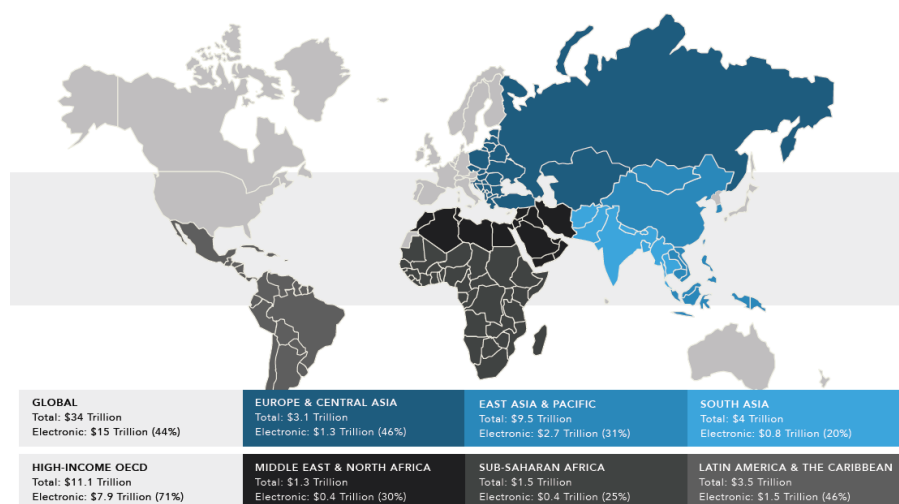 GLOBAL
Total: $34 Trillion
Electronic: $15 Trillion (44%)
EUROPE & CENTRAL ASIA
Total: $3.1 Trillion
Electronic: $1.3 Trillion (46%)
EAST ASIA & PACIFIC
Total: $9.5 Trillion
Electronic: $2.7 Trillion (31%)
SOUTH ASIA
Total: $4 Trillion
Electronic: $0.8 Trillion (20%)
HIGH-INCOME OECD
Total: $11.1 Trillion
Electronic: $7.9 Trillion (71%)
MIDDLE EAST & NORTH AFRICA
Total: $1.3 Trillion
Electronic: $0.4 Trillion (30%)
SUB-SAHARAN AFRICA
Total: $1.5 Trillion
Electronic: $0.4 Trillion (25%)
LATIN AMERICA & THE CARIBBEAN
Total: $3.5 Trillion
Electronic: $1.5 Trillion (46%)